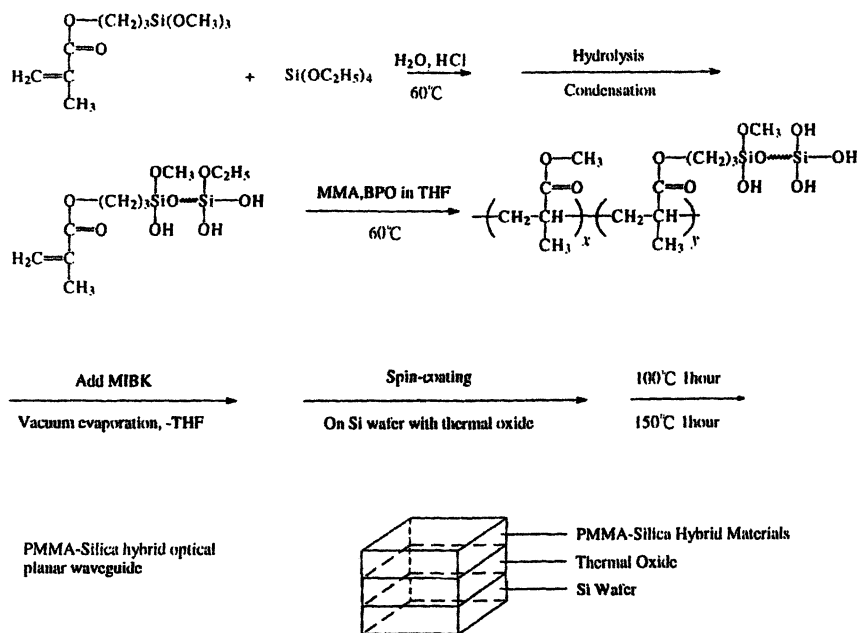 O—(CH₂)₃Si(OCH₃)₃
C=O
H₂C=C
CH₃
+ Si(OC₂H₅)₄
H₂O, HCl
60℃
Hydrolysis
Condensation
OCH₃ OC₂H₅
O—(CH₂)₃Si—O〰Si—OH
C=O OH OH
H₂C=C
CH₃
MMA,BPO in THF
60℃
OCH₃ OH
O—CH₃ O—(CH₂)₃Si—O〰Si—OH
C=O C=O OH OH
—(CH₂—CH)x(CH₂—CH)y—
CH₃ CH₃
Add MIBK
Vacuum evaporation, -THF
Spin-coating
On Si wafer with thermal oxide
100℃ 1hour
150℃ 1hour
PMMA-Silica hybrid optical
planar waveguide
PMMA-Silica Hybrid Materials
Thermal Oxide
Si Wafer